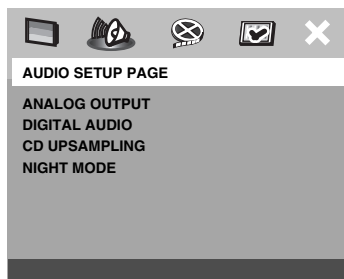 AUDIO SETUP PAGE
ANALOG OUTPUT
DIGITAL AUDIO
CD UPSAMPLING
NIGHT MODE